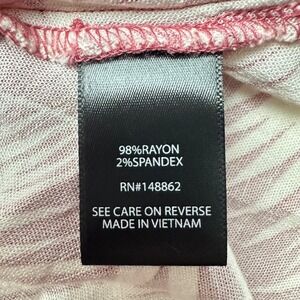 98%RAYON
2%SPANDEX
RN#148862
SEE CARE ON REVERSE
MADE IN VIETNAM